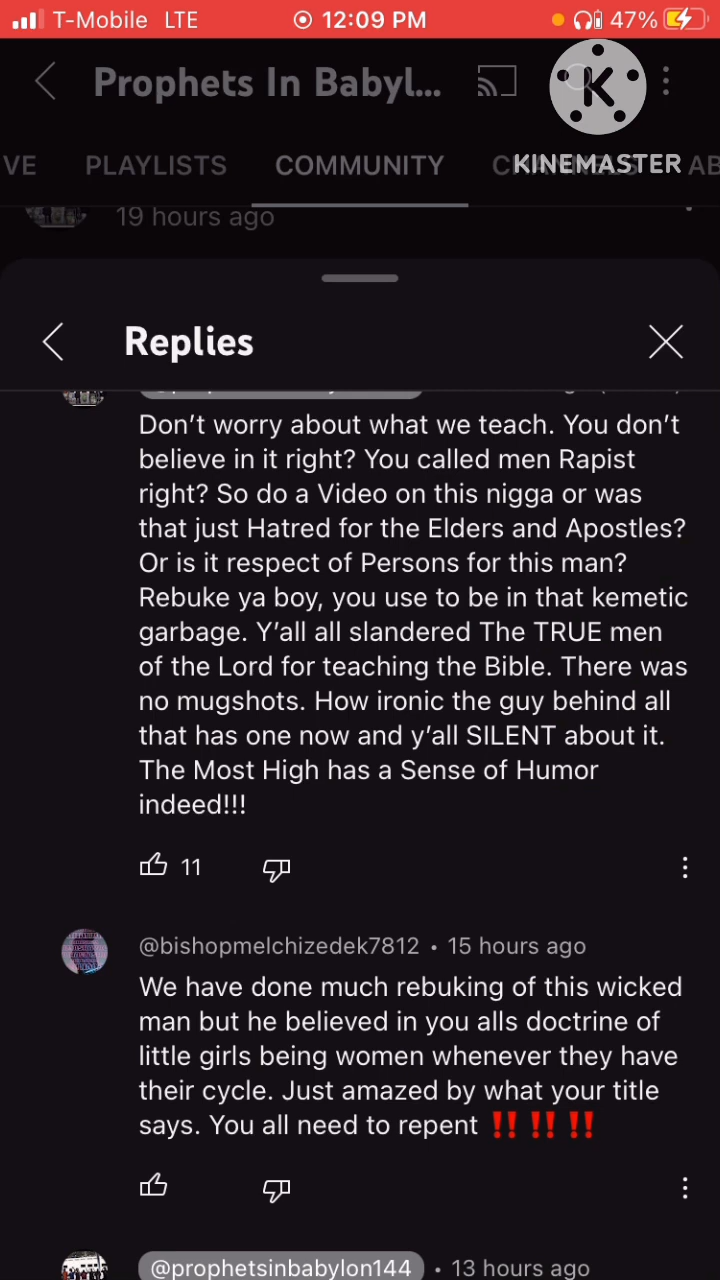 T-Mobile LTE 12:09 PM 47%
Prophets In Babyl...
KINEMASTER
VE PLAYLISTS COMMUNITY CHANNELS AB
19 hours ago
Replies
Don't worry about what we teach. You don't
believe in it right? You called men Rapist
right? So do a Video on this nigga or was
that just Hatred for the Elders and Apostles?
Or is it respect of Persons for this man?
Rebuke ya boy, you use to be in that kemetic
garbage. Y'all all slandered The TRUE men
of the Lord for teaching the Bible. There was
no mugshots. How ironic the guy behind all
that has one now and y'all SILENT about it.
The Most High has a Sense of Humor
indeed!!!
11
@bishopmelchizedek7812 • 15 hours ago
We have done much rebuking of this wicked
man but he believed in you alls doctrine of
little girls being women whenever they have
their cycle. Just amazed by what your title
says. You all need to repent ‼️ ‼️ ‼️
@prophetsinbabylon144 • 13 hours ago